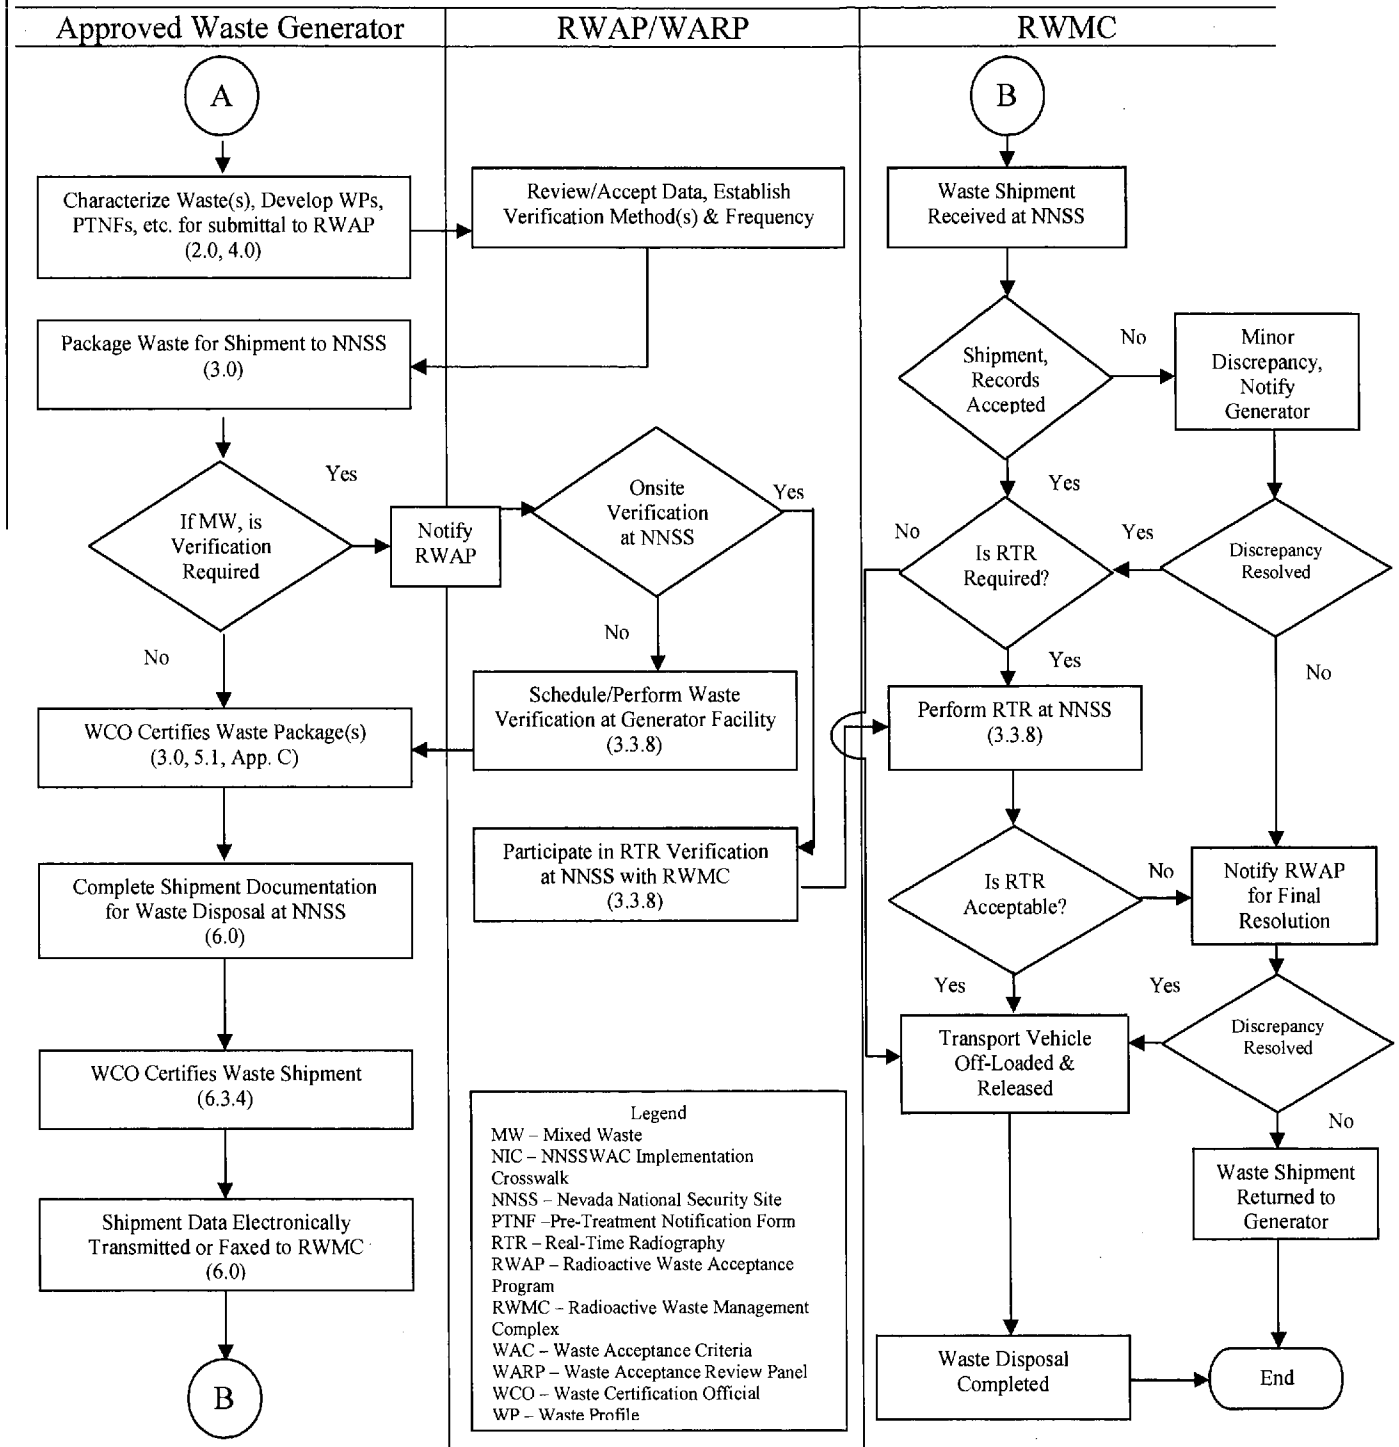 Approved Waste Generator
RWAP/WARP
RWMC
A
Characterize Waste(s), Develop WPs,
PTNFs, etc. for submittal to RWAP
(2.0, 4.0)
Package Waste for Shipment to NNSS
(3.0)
If MW, is
Verification
Required
Yes
No
WCO Certifies Waste Package(s)
(3.0, 5.1, App. C)
Complete Shipment Documentation
for Waste Disposal at NNSS
(6.0)
WCO Certifies Waste Shipment
(6.3.4)
Shipment Data Electronically
Transmitted or Faxed to RWMC
(6.0)
B
Review/Accept Data, Establish
Verification Method(s) & Frequency
Notify
RWAP
Onsite
Verification
at NNSS
Yes
No
Schedule/Perform Waste
Verification at Generator Facility
(3.3.8)
Participate in RTR Verification
at NNSS with RWMC
(3.3.8)
Legend
MW – Mixed Waste
NIC – NNSSWAC Implementation
Crosswalk
NNSS – Nevada National Security Site
PTNF –Pre-Treatment Notification Form
RTR – Real-Time Radiography
RWAP – Radioactive Waste Acceptance
Program
RWMC – Radioactive Waste Management
Complex
WAC – Waste Acceptance Criteria
WARP – Waste Acceptance Review Panel
WCO – Waste Certification Official
WP – Waste Profile
B
Waste Shipment
Received at NNSS
Shipment,
Records
Accepted
No
Minor
Discrepancy,
Notify
Generator
Yes
No
Is RTR
Required?
Yes
Discrepancy
Resolved
Yes
No
Perform RTR at NNSS
(3.3.8)
Is RTR
Acceptable?
No
Notify RWAP
for Final
Resolution
Yes
Yes
Discrepancy
Resolved
Transport Vehicle
Off-Loaded &
Released
No
Waste Shipment
Returned to
Generator
Waste Disposal
Completed
End